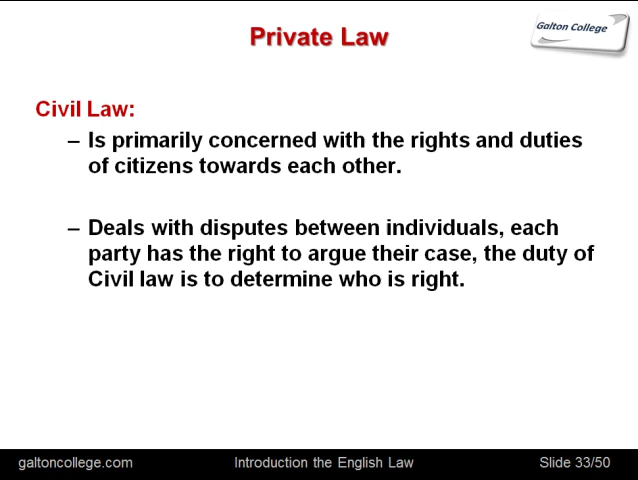 Private Law
Galton College
Civil Law:
– Is primarily concerned with the rights and duties
of citizens towards each other.
– Deals with disputes between individuals, each
party has the right to argue their case, the duty of
Civil law is to determine who is right.
galtoncollege.com
Introduction the English Law
Slide 33/50